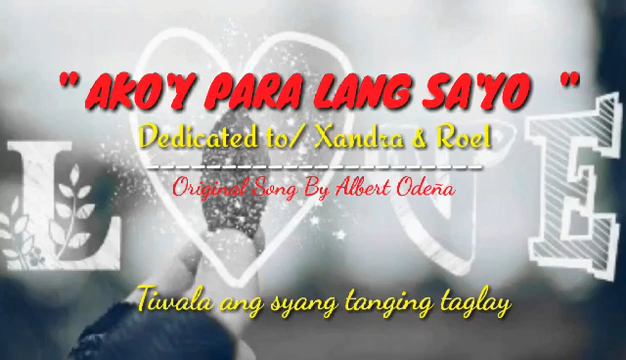 " AKO'Y PARA LANG SA'YO "
Dedicated to/ Xandra & Roel
Original Song By Albert Odeña
LOVE
Tiwala ang syang tanging taglay